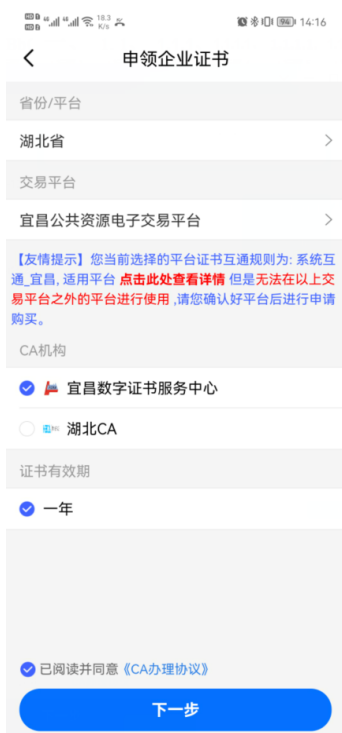 18.3
K/s
94
14:16
申领企业证书
省份/平台
湖北省
交易平台
宜昌公共资源电子交易平台
【友情提示】您当前选择的平台证书互通规则为: 系统互
通_宜昌, 适用平台 点击此处查看详情 但是无法在以上交
易平台之外的平台进行使用 ,请您确认好平台后进行申请
购买。
CA机构
宜昌数字证书服务中心
湖北CA
证书有效期
一年
已阅读并同意《CA办理协议》
下一步